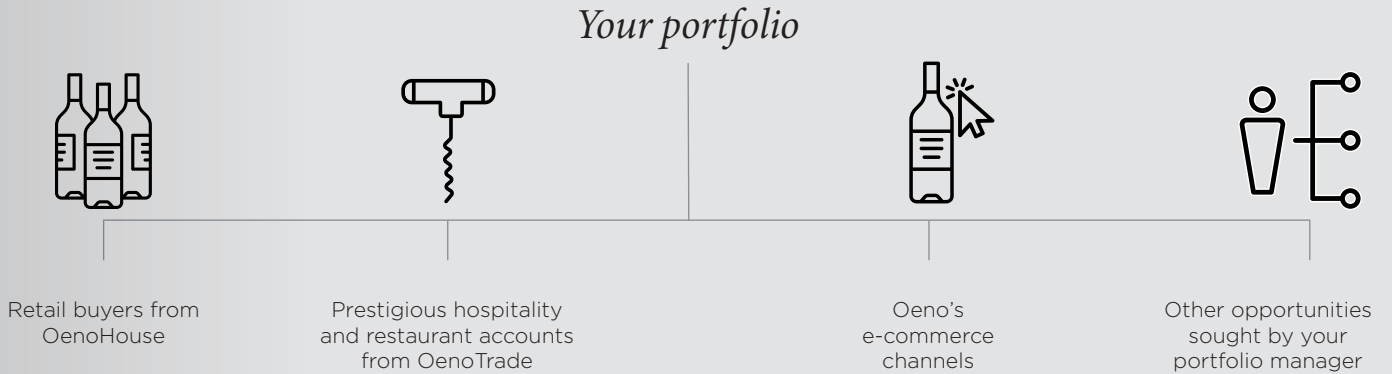 Your portfolio
Retail buyers from
OenoHouse
Prestigious hospitality
and restaurant accounts
from OenoTrade
Oeno’s
e-commerce
channels
Other opportunities
sought by your
portfolio manager